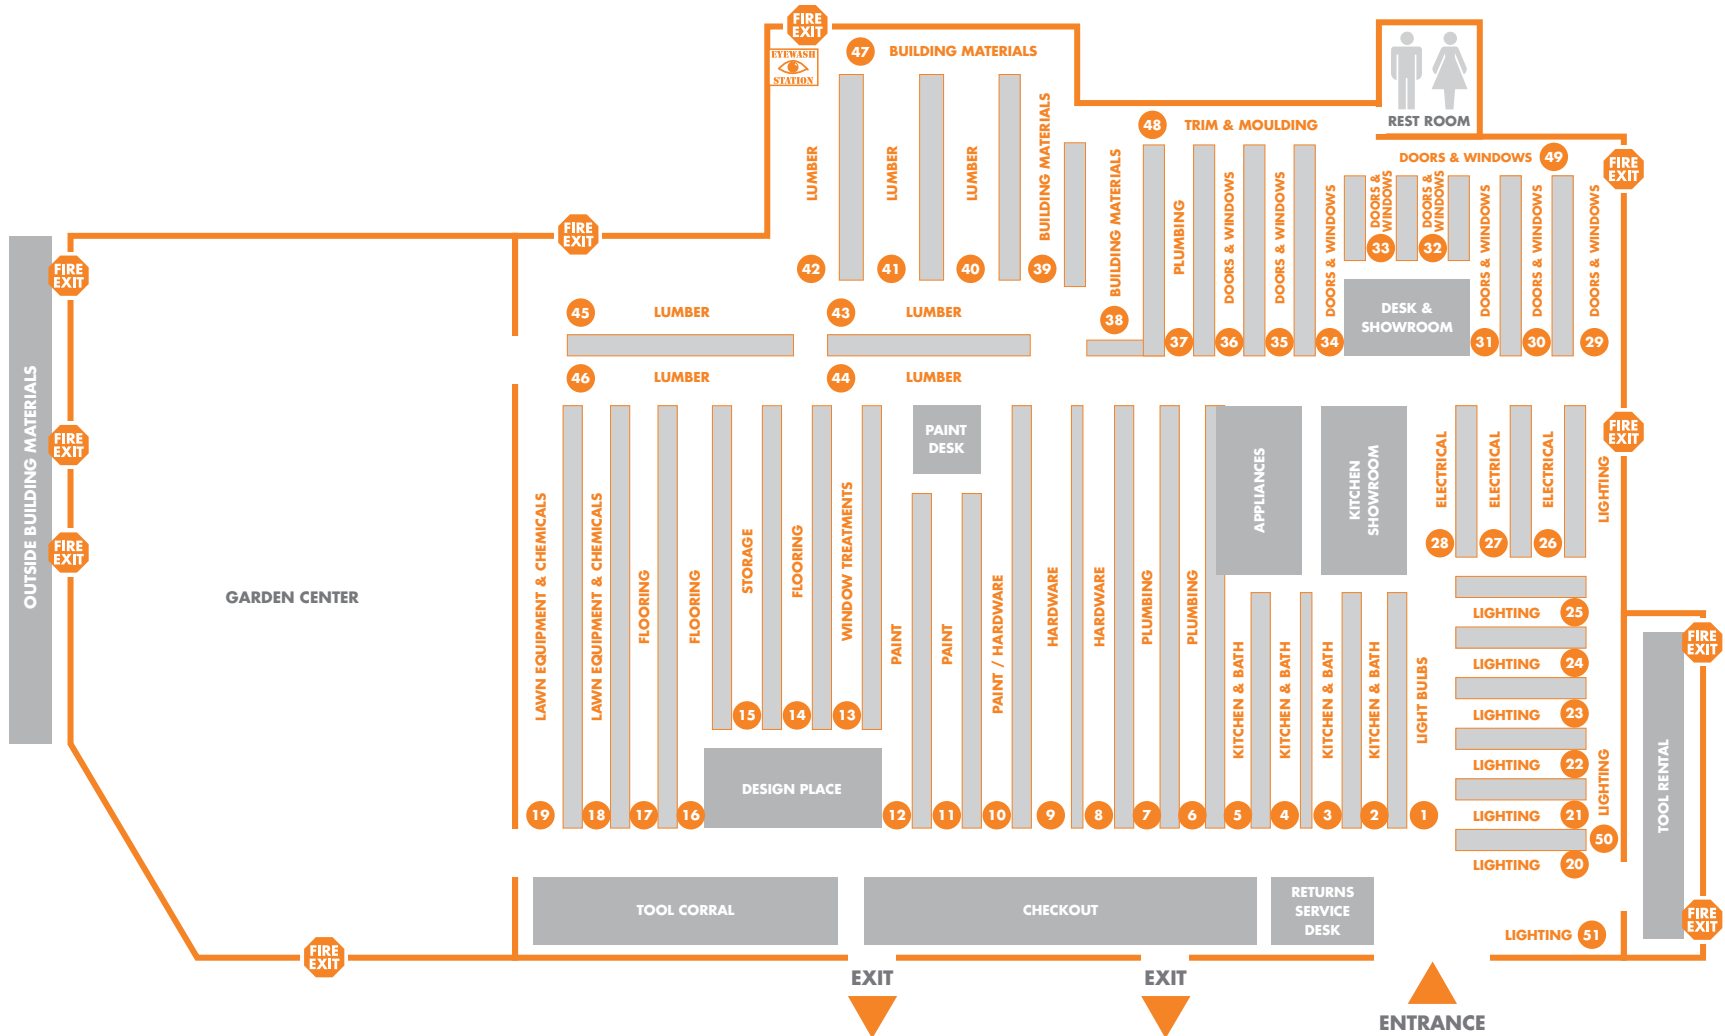 FIRE
EXIT
EYEWASH
STATION
47 BUILDING MATERIALS
REST ROOM
48 TRIM & MOULDING
DOORS & WINDOWS 49
FIRE
EXIT
LUMBER
42
LUMBER
41
LUMBER
40
BUILDING MATERIALS
39
BUILDING MATERIALS
38
PLUMBING
37
DOORS & WINDOWS
36
DOORS & WINDOWS
35
DOORS & WINDOWS
34
DOORS &
WINDOWS
33
DOORS &
WINDOWS
32
DOORS & WINDOWS
31
DOORS & WINDOWS
30
DOORS & WINDOWS
29
DESK &
SHOWROOM
FIRE
EXIT
FIRE
EXIT
FIRE
EXIT
FIRE
EXIT
OUTSIDE BUILDING MATERIALS
GARDEN CENTER
45 LUMBER
43 LUMBER
46 LUMBER
44 LUMBER
LAWN EQUIPMENT & CHEMICALS
19
LAWN EQUIPMENT & CHEMICALS
18
FLOORING
17
FLOORING
16
STORAGE
15
FLOORING
14
WINDOW TREATMENTS
13
DESIGN PLACE
PAINT
DESK
PAINT
12
PAINT
11
PAINT / HARDWARE
10
HARDWARE
9
HARDWARE
8
PLUMBING
7
PLUMBING
6
APPLIANCES
KITCHEN
SHOWROOM
KITCHEN & BATH
5
KITCHEN & BATH
4
KITCHEN & BATH
3
KITCHEN & BATH
2
LIGHT BULBS
1
ELECTRICAL
28
ELECTRICAL
27
ELECTRICAL
26
FIRE
EXIT
LIGHTING
LIGHTING 25
LIGHTING 24
LIGHTING 23
LIGHTING 22
LIGHTING 21
LIGHTING 20
LIGHTING
50
FIRE
EXIT
TOOL RENTAL
FIRE
EXIT
LIGHTING 51
TOOL CORRAL
CHECKOUT
RETURNS
SERVICE
DESK
FIRE
EXIT
EXIT
EXIT
ENTRANCE